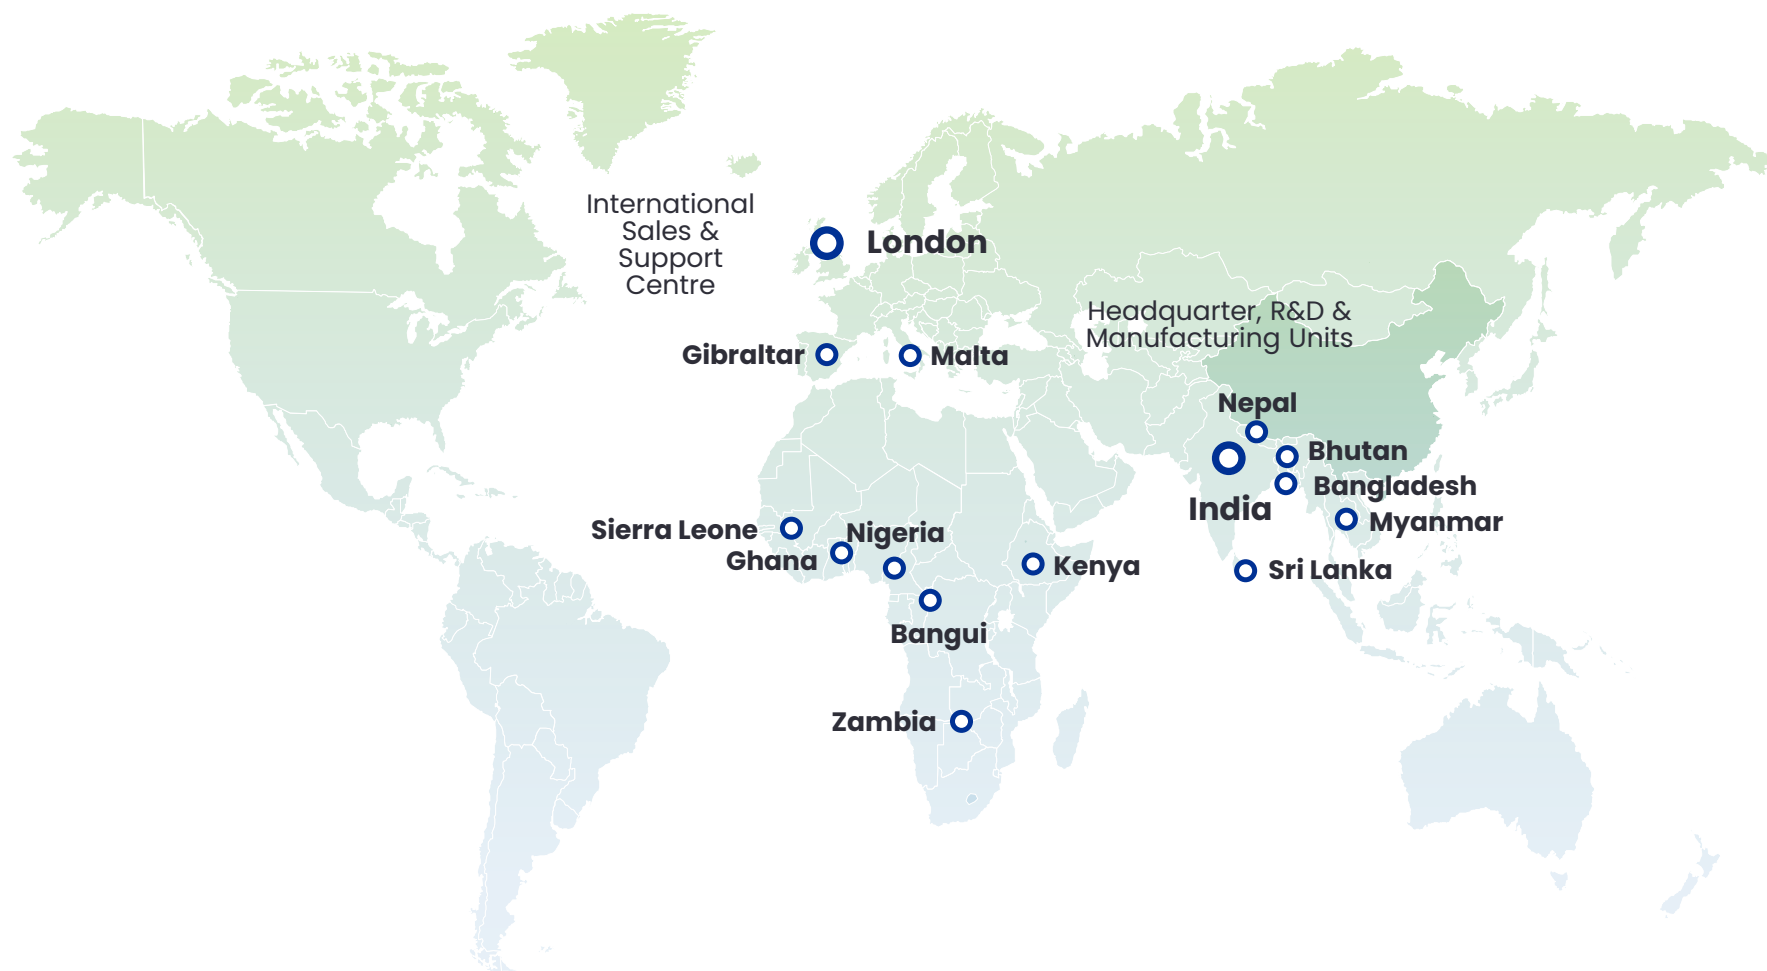 International
Sales &
Support
Centre
London
Headquarter, R&D &
Manufacturing Units
Gibraltar
Malta
Nepal
Bhutan
Bangladesh
India
Myanmar
Sierra Leone
Nigeria
Ghana
Kenya
Sri Lanka
Bangui
Zambia